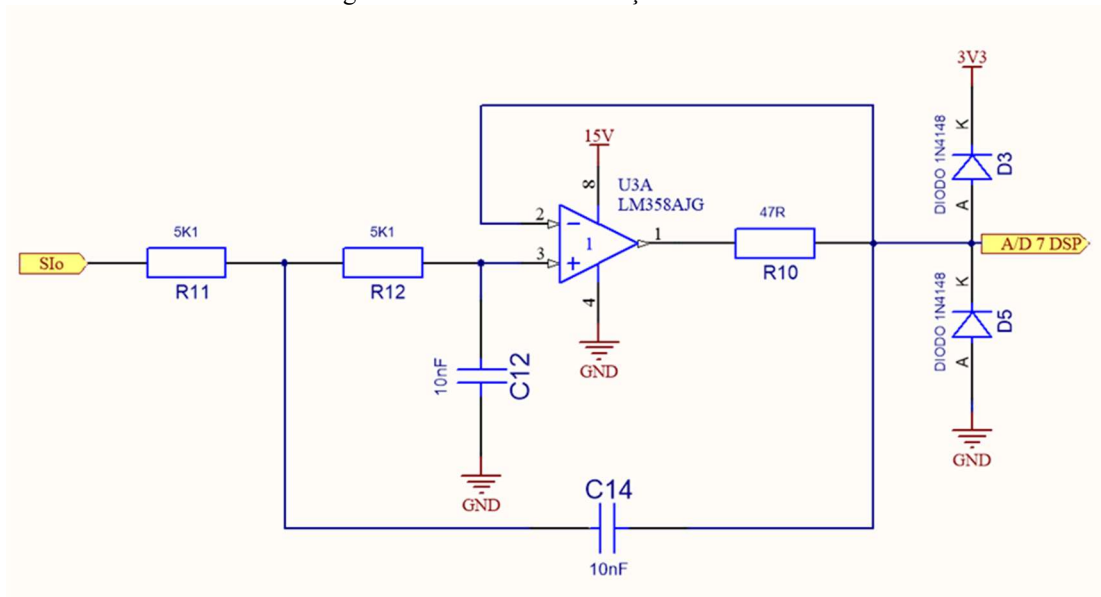 3V3
DIODO 1N4148
K
D3
A
15V
8
U3A
LM358AJG
2
1
1
3
4
GND
47R
R10
A/D 7 DSP
SIo
5K1
R11
5K1
R12
10nF
C12
GND
K
DIODO 1N4148
D5
A
GND
C14
10nF